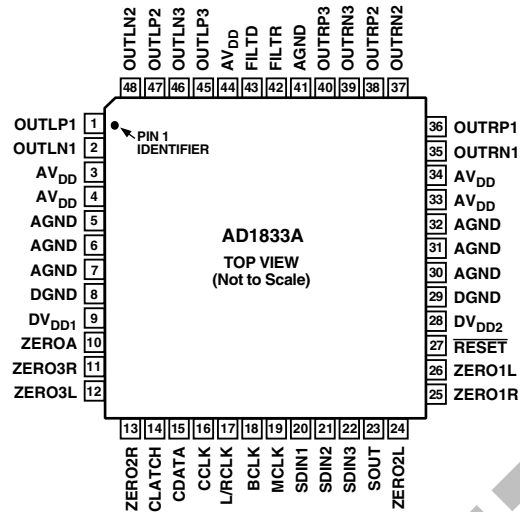 OUTLN2
OUTLP2
OUTLN3
OUTLP3
AVDD
FILTD
FILTR
AGND
OUTRP3
OUTRN3
OUTRP2
OUTRN2
48 47 46 45 44 43 42 41 40 39 38 37
OUTLP1 1
OUTLN1 2
AVDD 3
AVDD 4
AGND 5
AGND 6
AGND 7
DGND 8
DVDD1 9
ZEROA 10
ZERO3R 11
ZERO3L 12
PIN 1
IDENTIFIER
AD1833A
TOP VIEW
(Not to Scale)
36 OUTRP1
35 OUTRN1
34 AVDD
33 AVDD
32 AGND
31 AGND
30 AGND
29 DGND
28 DVDD2
27 RESET
26 ZERO1L
25 ZERO1R
13 14 15 16 17 18 19 20 21 22 23 24
ZERO2R
CLATCH
CDATA
CCLK
L/RCLK
BCLK
MCLK
SDIN1
SDIN2
SDIN3
SOUT
ZERO2L